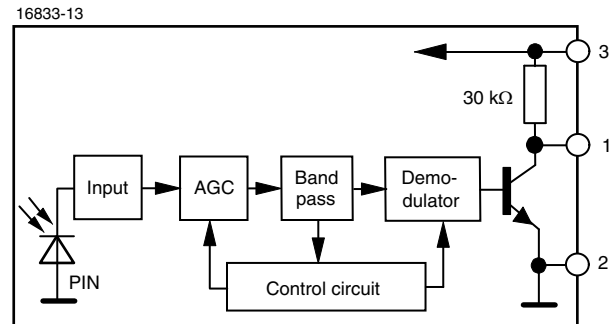 16833-13
3
30 kΩ
1
Input
AGC
Band
pass
Demo-
dulator
2
PIN
Control circuit